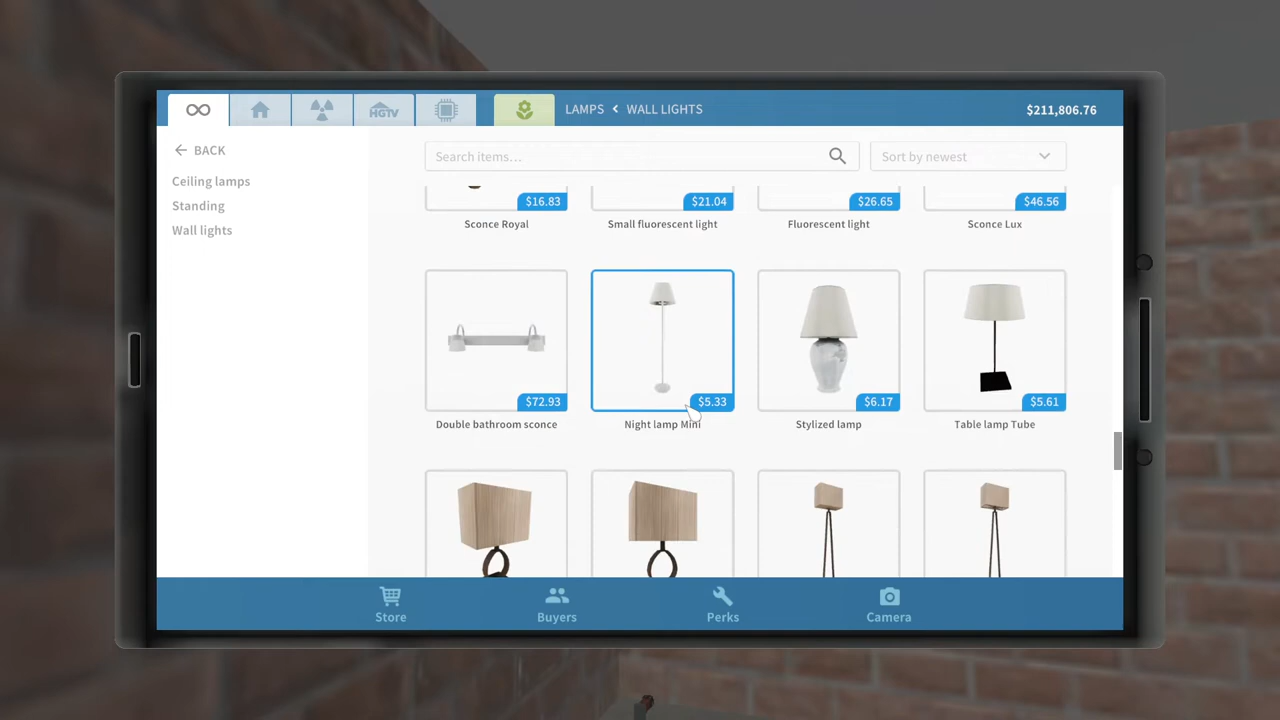 HGTV
LAMPS < WALL LIGHTS
$211,806.76
BACK
Ceiling lamps
Standing
Wall lights
Search items...
Sort by newest
$16.83
$21.04
$26.65
$46.56
Sconce Royal
Small fluorescent light
Fluorescent light
Sconce Lux
$72.93
$5.33
$6.17
$5.61
Double bathroom sconce
Night lamp Mini
Stylized lamp
Table lamp Tube
Store
Buyers
Perks
Camera